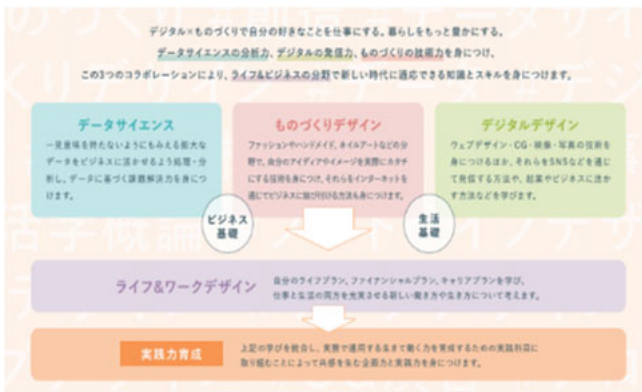 デジタル×ものづくりで自分の好きなことを仕事にする。暮らしをもっと豊かにする。
データサイエンスの分析力、デジタルの発信力、ものづくりの技術力を身につけ、
この3つのコラボレーションにより、ライフ&ビジネスの分野で新しい時代に適応できる知識とスキルを身につけます。
データサイエンス
一見意味を持たないようにもみえる膨大な
データをビジネスに活かせるよう処理・分
析し、データに基づく課題解決力を身につ
けます。
ものづくりデザイン
ファッションやハンドメイド、ネイルアートなどの分
野で、自分のアイディアやイメージを実際にカタチ
にする技術を身につけ、それらをインターネットを
通じてビジネスに結び付ける方法も身につけます。
デジタルデザイン
ウェブデザイン・CG・映像・写真の技術を
身につけるほか、それらをSNSなどを通じ
て発信する方法や、起業やビジネスに活か
す方法などを学びます。
ビジネス
基礎
生活
基礎
ライフ&ワークデザイン
自分のライフプラン、ファイナンシャルプラン、キャリアプランを学び、
仕事と生活の両方を充実させる新しい働き方や生き方について考えます。
実践力育成
上記の学びを統合し、実際で運用する生きて働く力を育成するための実践科目に
取り組むことによって共感を生む企画力と実践力を身につけます。